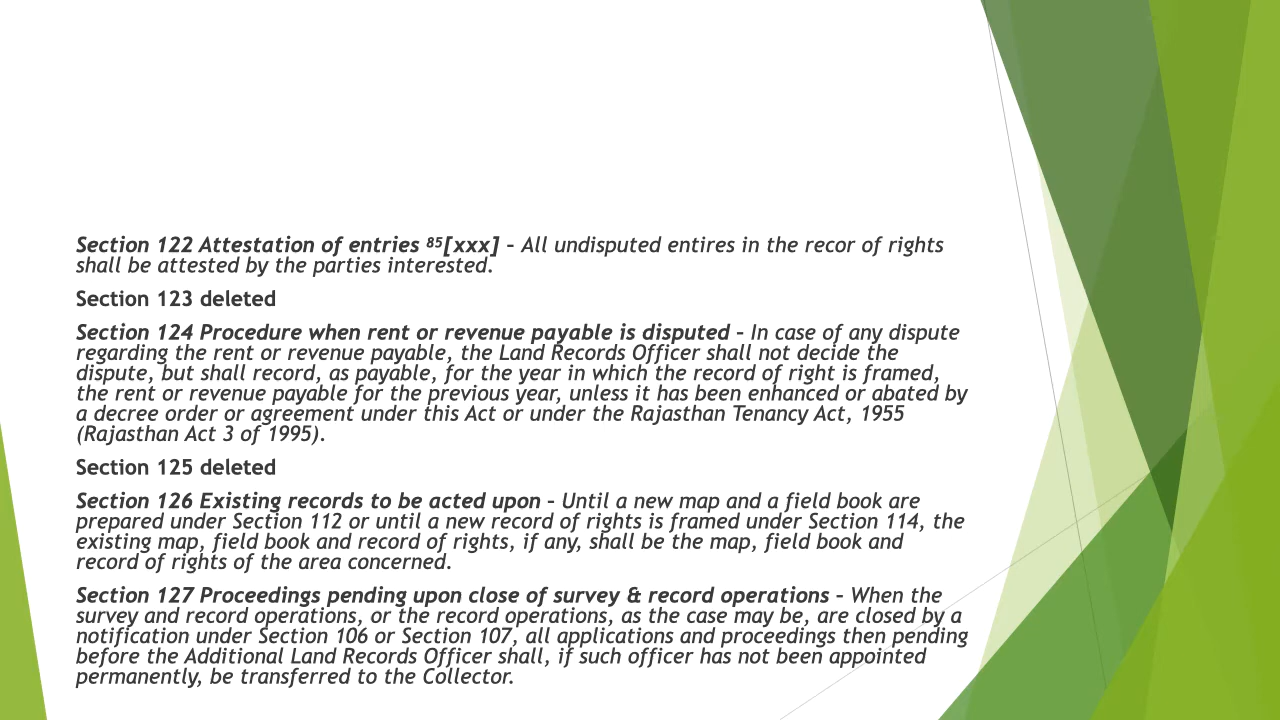 Section 122 Attestation of entries ⁸⁵[xxx] – All undisputed entires in the recor of rights
shall be attested by the parties interested.
Section 123 deleted
Section 124 Procedure when rent or revenue payable is disputed – In case of any dispute
regarding the rent or revenue payable, the Land Records Officer shall not decide the
dispute, but shall record, as payable, for the year in which the record of right is framed,
the rent or revenue payable for the previous year, unless it has been enhanced or abated by
a decree order or agreement under this Act or under the Rajasthan Tenancy Act, 1955
(Rajasthan Act 3 of 1995).
Section 125 deleted
Section 126 Existing records to be acted upon – Until a new map and a field book are
prepared under Section 112 or until a new record of rights is framed under Section 114, the
existing map, field book and record of rights, if any, shall be the map, field book and
record of rights of the area concerned.
Section 127 Proceedings pending upon close of survey & record operations – When the
survey and record operations, or the record operations, as the case may be, are closed by a
notification under Section 106 or Section 107, all applications and proceedings then pending
before the Additional Land Records Officer shall, if such officer has not been appointed
permanently, be transferred to the Collector.